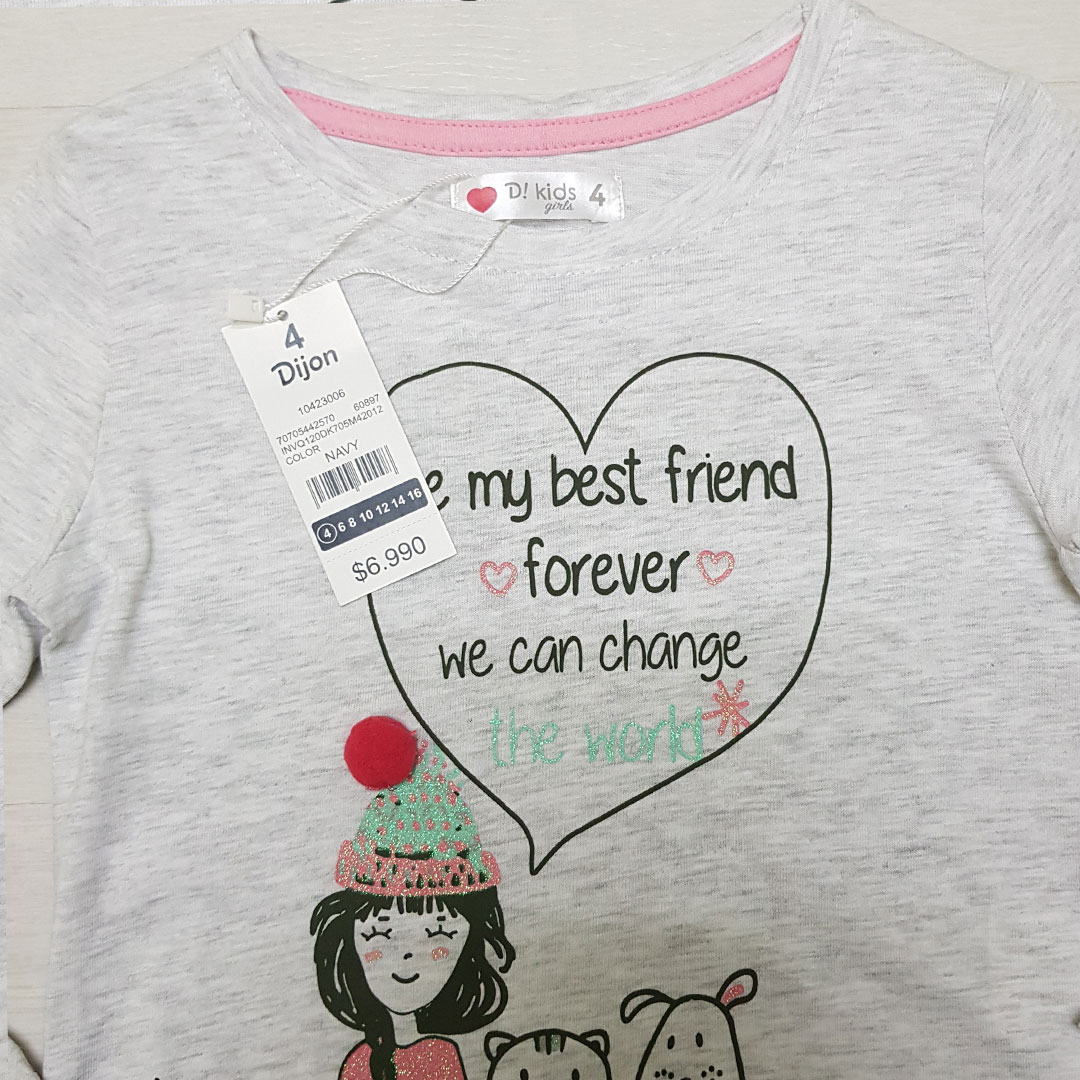 D! kids 4
girls
4
Dijon
10423006
70705442570 60897
INVQ120DK705M42012
COLOR NAVY
4 6 8 10 12 14 16
$6.990
e my best friend
forever
we can change
the world